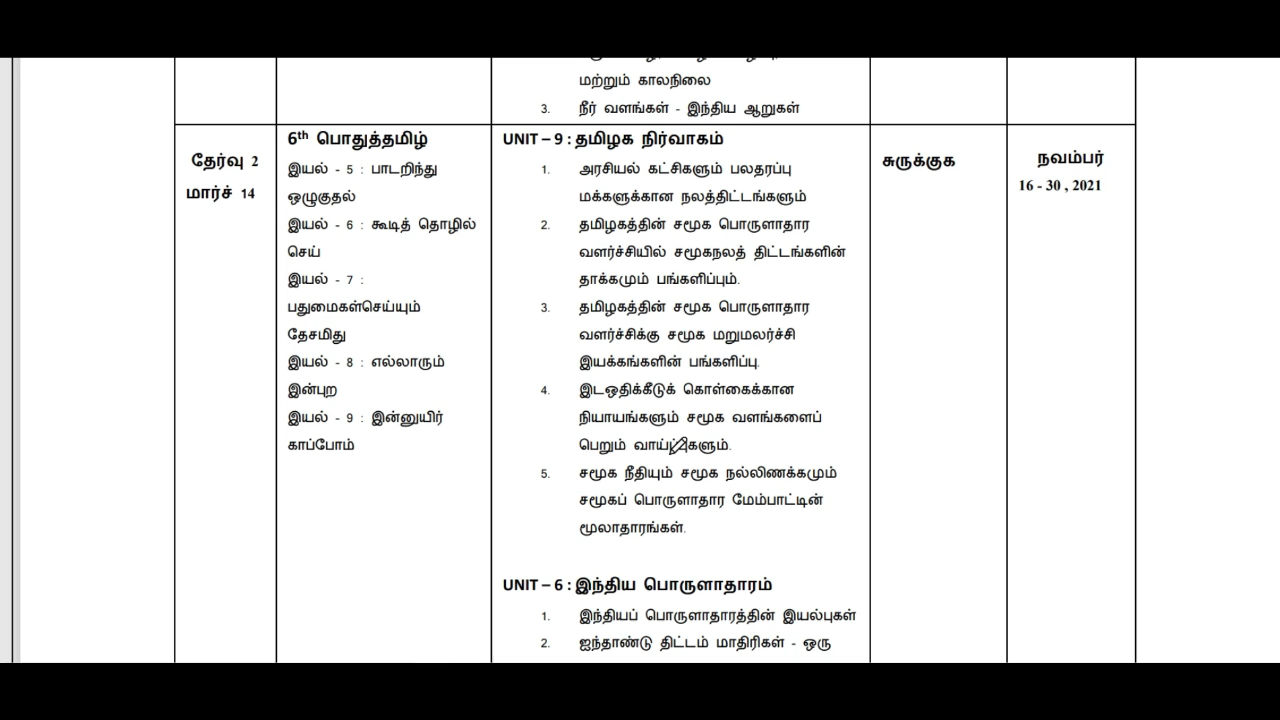 மற்றும் காலநிலை
3. நீர் வளங்கள் - இந்திய ஆறுகள்
தேர்வு 2
மார்ச் 14
6th பொதுத்தமிழ்
இயல் - 5 : பாடறிந்து
ஒழுகுதல்
இயல் - 6 : கூடித் தொழில்
செய்
இயல் - 7 :
பதுமைகள்செய்யும்
தேசமிது
இயல் - 8 : எல்லாரும்
இன்புற
இயல் - 9 : இன்னுயிர்
காப்போம்
UNIT – 9 : தமிழக நிர்வாகம்
1. அரசியல் கட்சிகளும் பலதரப்பு
மக்களுக்கான நலத்திட்டங்களும்
2. தமிழகத்தின் சமூக பொருளாதார
வளர்ச்சியில் சமூகநலத் திட்டங்களின்
தாக்கமும் பங்களிப்பும்.
3. தமிழகத்தின் சமூக பொருளாதார
வளர்ச்சிக்கு சமூக மறுமலர்ச்சி
இயக்கங்களின் பங்களிப்பு.
4. இடஒதிக்கீடுக் கொள்கைக்கான
நியாயங்களும் சமூக வளங்களைப்
பெறும்
5. சமூக நீதியும் சமூக நல்லிணக்கமும்
சமூகப் பொருளாதார மேம்பாட்டின்
மூலாதாரங்கள்.
UNIT – 6 : இந்திய பொருளாதாரம்
1. இந்தியப் பொருளாதாரத்தின் இயல்புகள்
2. ஐந்தாண்டு திட்டம் மாதிரிகள் - ஒரு
சுருக்குக
நவம்பர்
16 - 30 , 2021